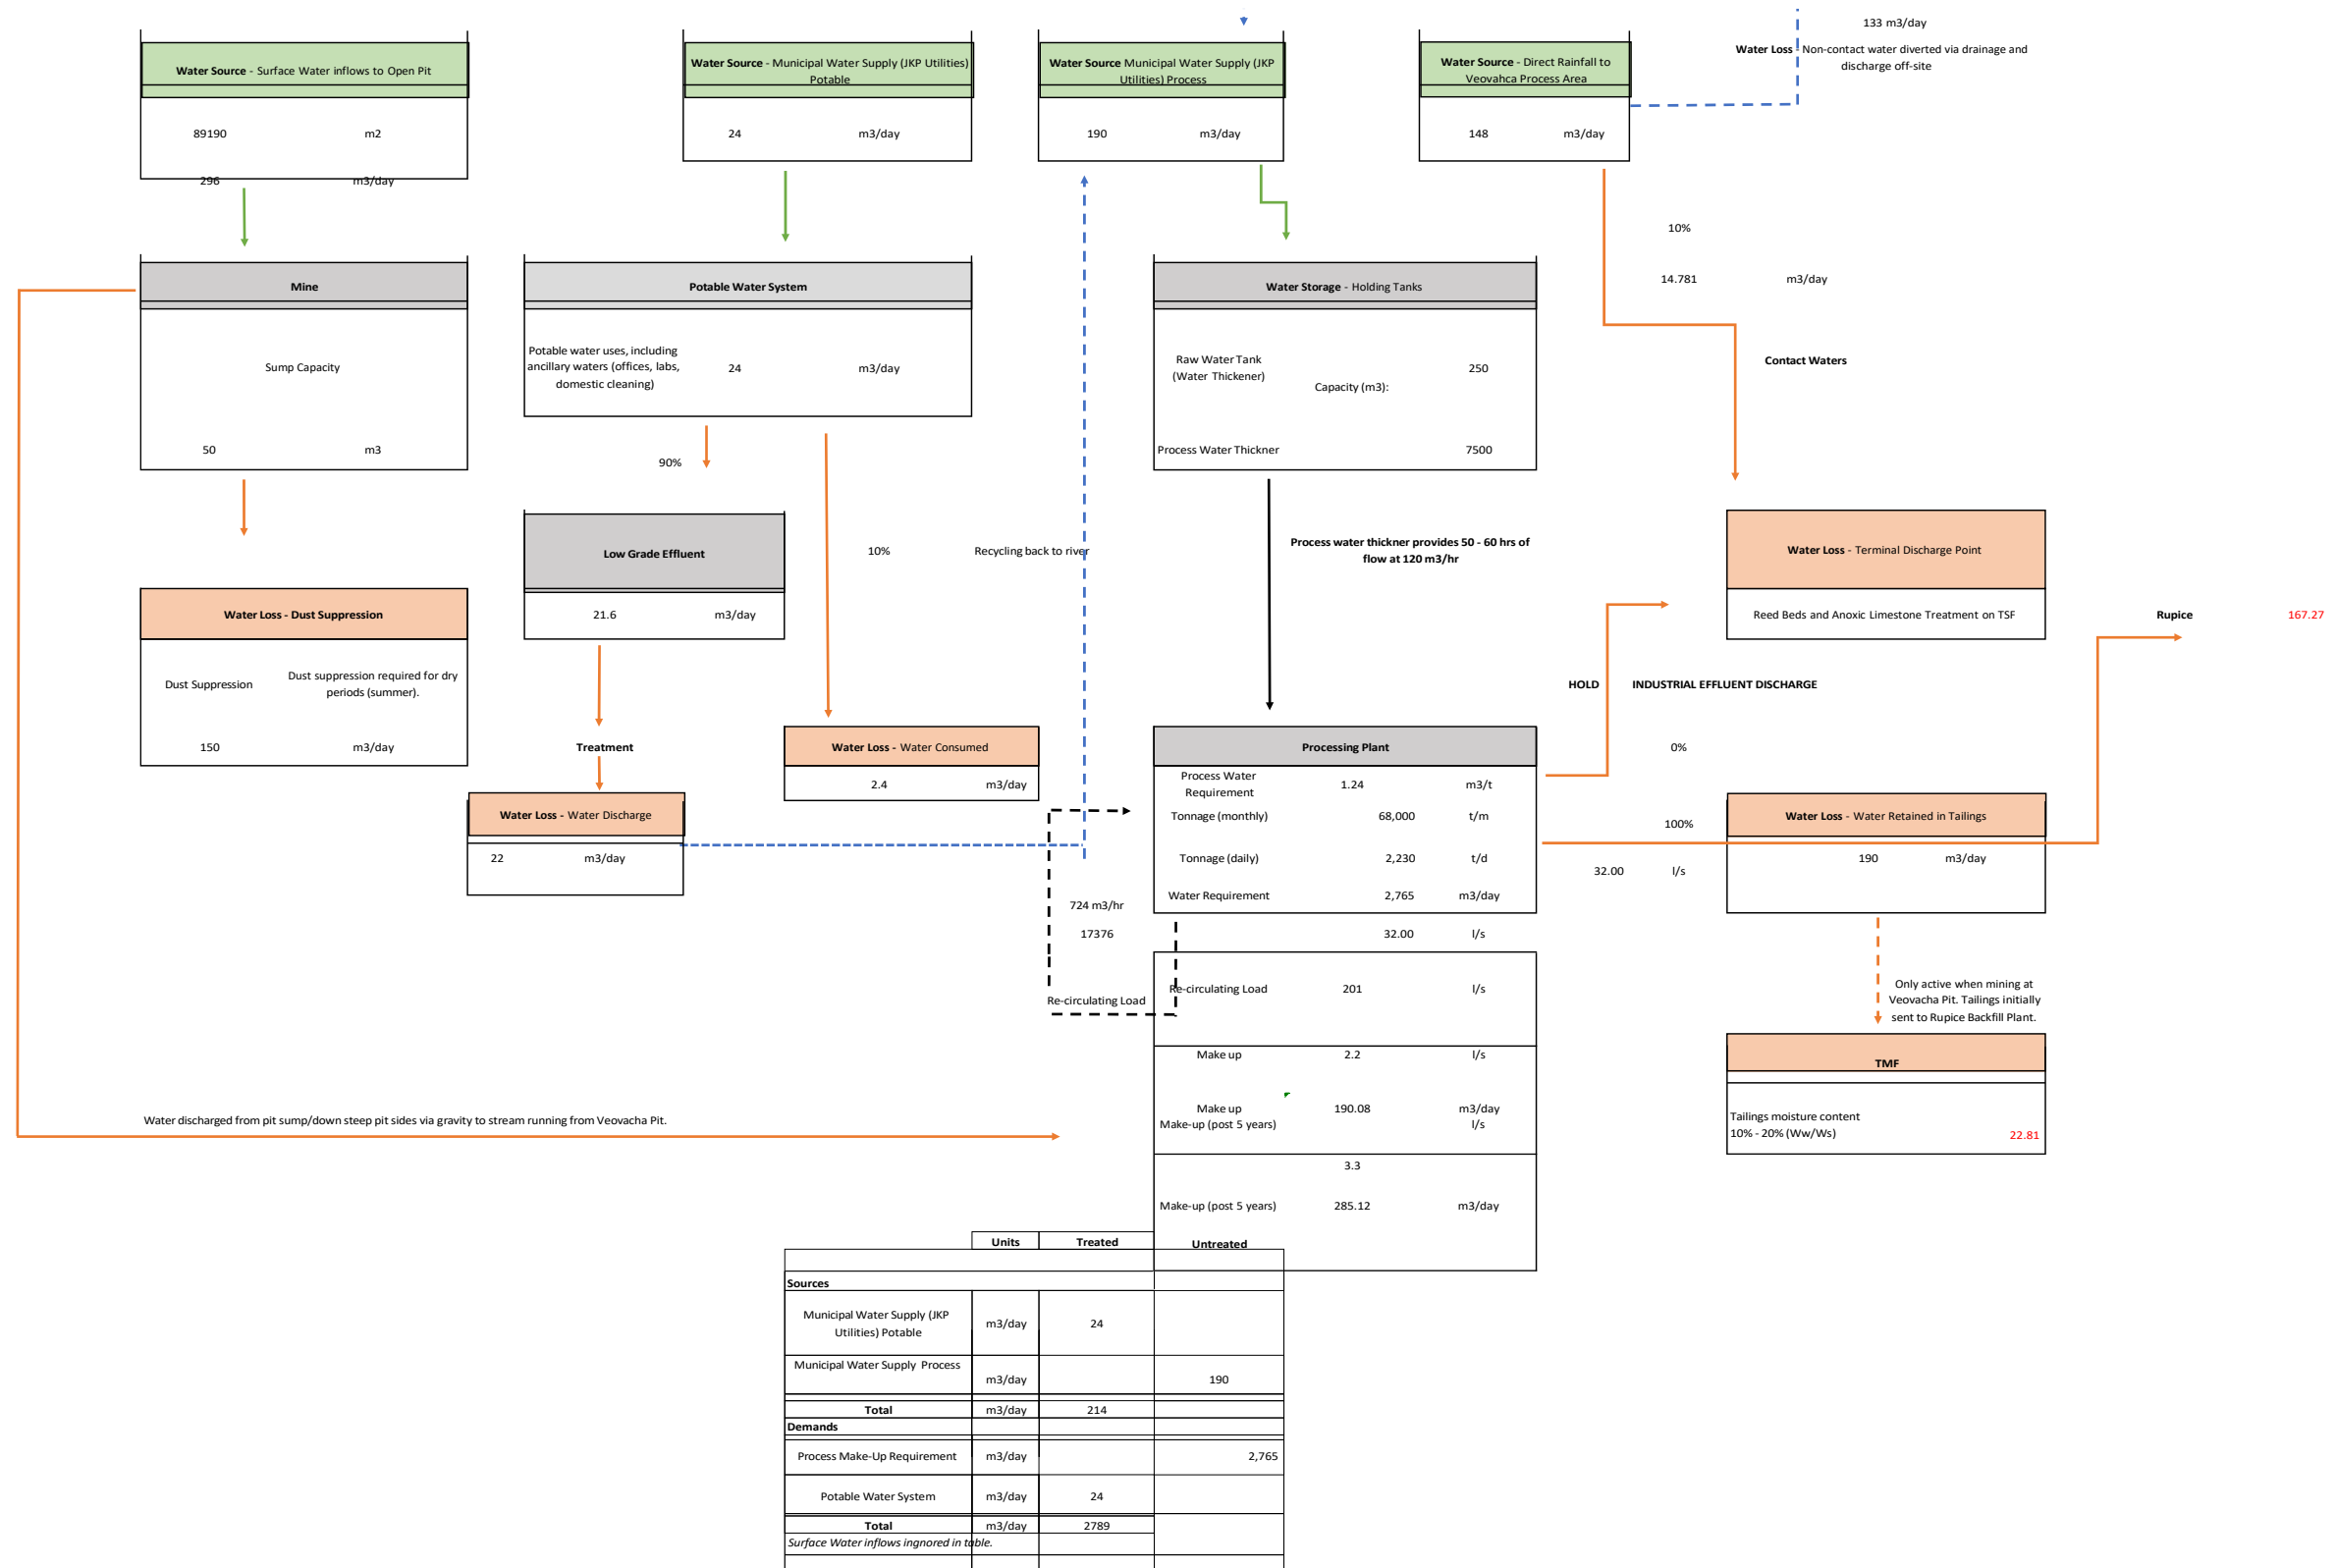 133 m3/day
Water Loss - Non-contact water diverted via drainage and
discharge off-site
Water Source - Surface Water inflows to Open Pit
89190 m2
296 m3/day
Water Source - Municipal Water Supply (JKP Utilities)
Potable
24 m3/day
Water Source Municipal Water Supply (JKP
Utilities) Process
190 m3/day
Water Source - Direct Rainfall to
Veovahca Process Area
148 m3/day
10%
14.781 m3/day
Contact Waters
Mine
Sump Capacity
50 m3
Potable Water System
Potable water uses, including
ancillary waters (offices, labs,
domestic cleaning)
24 m3/day
Water Storage - Holding Tanks
Raw Water Tank
(Water Thickener)
Capacity (m3):
250
Process Water Thickner 7500
90%
10%
Recycling back to river
Low Grade Effluent
21.6 m3/day
Process water thickner provides 50 - 60 hrs of
flow at 120 m3/hr
Water Loss - Terminal Discharge Point
Reed Beds and Anoxic Limestone Treatment on TSF
Rupice 167.27
Water Loss - Dust Suppression
Dust Suppression
Dust suppression required for dry
periods (summer).
150 m3/day
HOLD INDUSTRIAL EFFLUENT DISCHARGE
Treatment
Water Loss - Water Consumed
2.4 m3/day
Water Loss - Water Discharge
22 m3/day
Processing Plant
Process Water
Requirement
1.24 m3/t
Tonnage (monthly) 68,000 t/m
Tonnage (daily) 2,230 t/d
Water Requirement 2,765 m3/day
32.00 l/s
0%
100%
32.00 l/s
Water Loss - Water Retained in Tailings
190 m3/day
724 m3/hr
17376
Re-circulating Load
Re-circulating Load 201 l/s
Make up 2.2 l/s
Make up 190.08 m3/day
Make-up (post 5 years) l/s
3.3
Make-up (post 5 years) 285.12 m3/day
Only active when mining at
Veovacha Pit. Tailings initially
sent to Rupice Backfill Plant.
TMF
Tailings moisture content
10% - 20% (Ww/Ws)
22.81
Water discharged from pit sump/down steep pit sides via gravity to stream running from Veovacha Pit.
Units Treated Untreated
Sources
Municipal Water Supply (JKP
Utilities) Potable
m3/day 24
Municipal Water Supply Process
m3/day 190
Total m3/day 214
Demands
Process Make-Up Requirement m3/day 2,765
Potable Water System m3/day 24
Total m3/day 2789
Surface Water inflows ingnored in table.